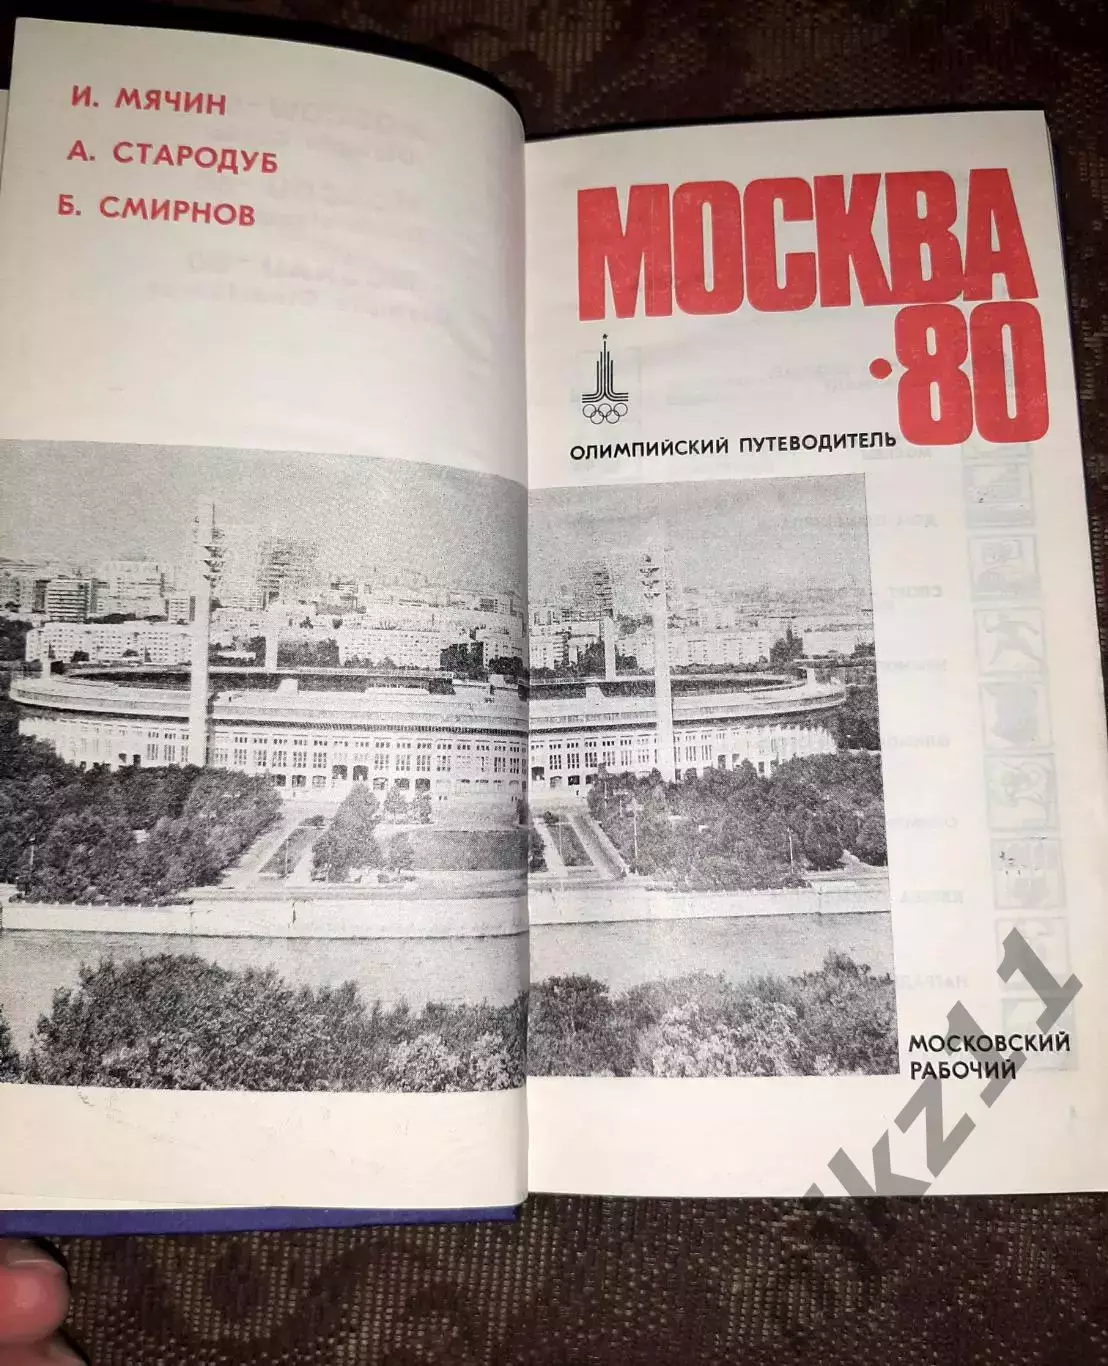 И. МЯЧИН
А. СТАРОДУБ
Б. СМИРНОВ
МОСКВА
·80
ОЛИМПИЙСКИЙ ПУТЕВОДИТЕЛЬ
МОСКОВСКИЙ
РАБОЧИЙ